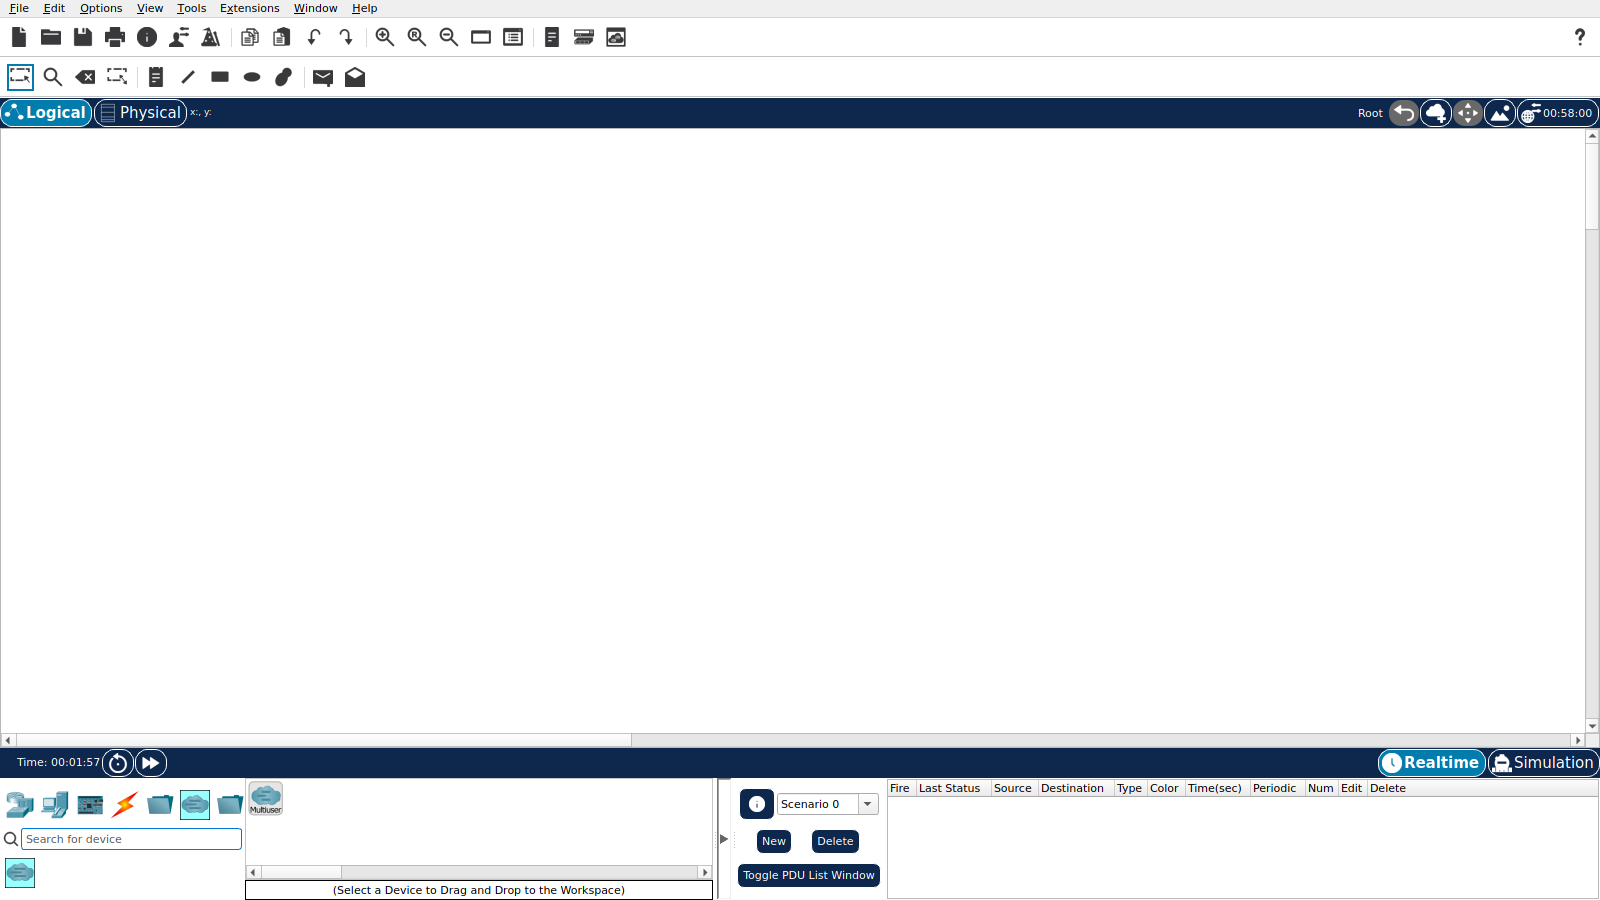 File Edit Options View Tools Extensions Window Help
?
Logical Physical x:, y: Root 00:58:00
Time: 00:01:57 Realtime Simulation
Multiuser
Search for device
(Select a Device to Drag and Drop to the Workspace)
Scenario 0
New Delete
Toggle PDU List Window
Fire Last Status Source Destination Type Color Time(sec) Periodic Num Edit Delete